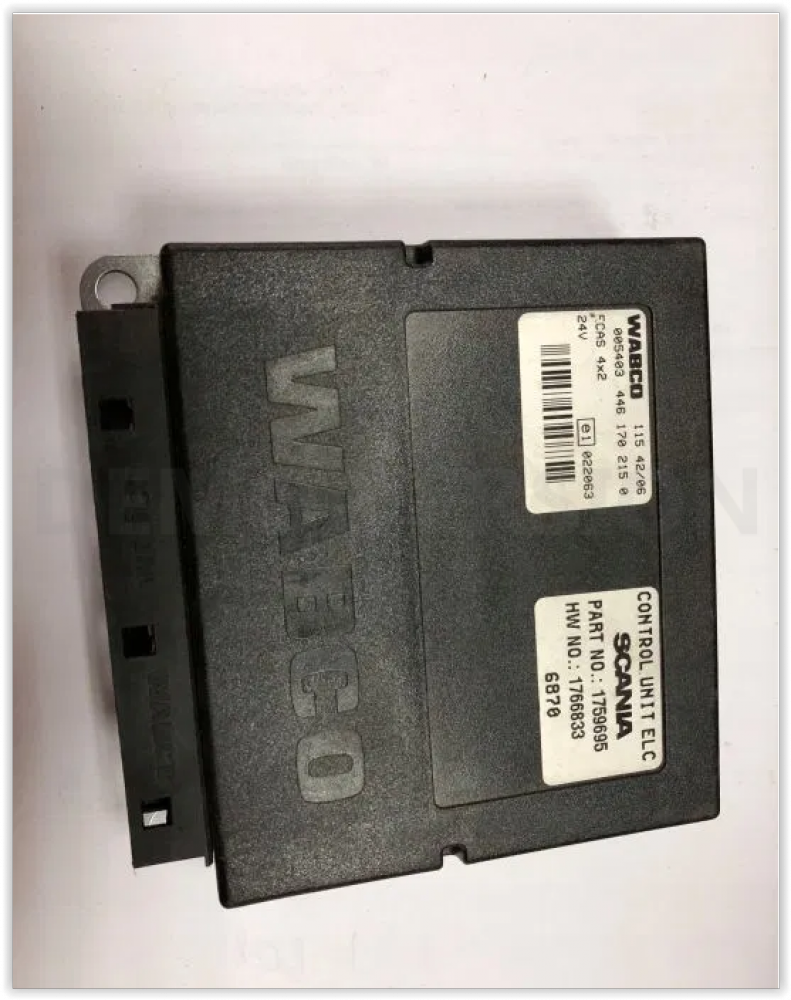 WABCO
WABCO 115 42/06
005403 446 170 215 0
ECAS 4x2
24V
e1 022063
CONTROL UNIT ELC
SCANIA
PART NO.: 1759695
HW NO.: 1766833
6870